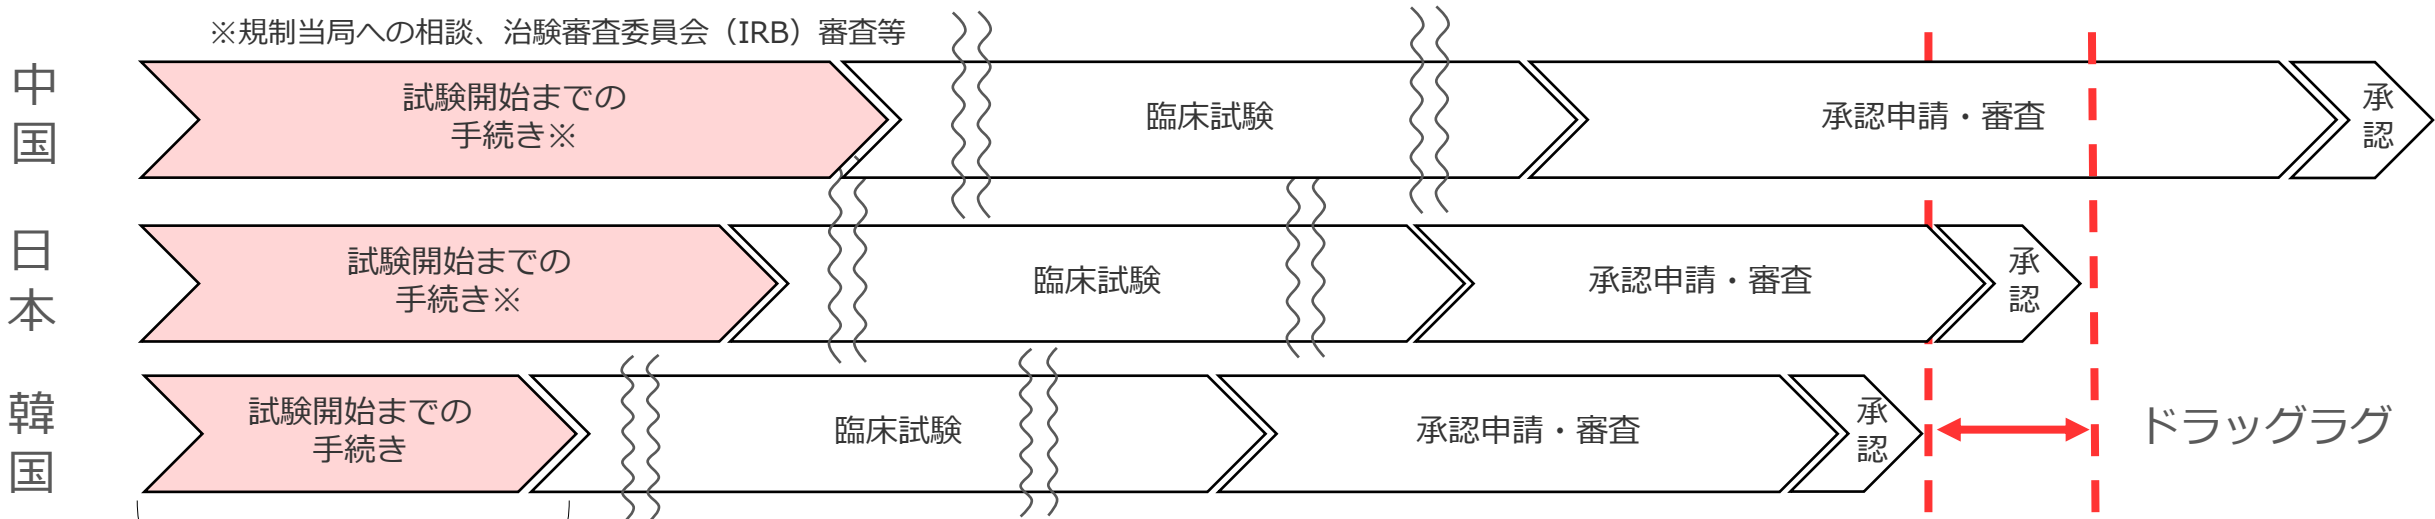 ※規制当局への相談、治験審査委員会（IRB）審査等
中国
試験開始までの
手続き※
臨床試験
承認申請・審査
承認
日本
試験開始までの
手続き※
臨床試験
承認申請・審査
承認
韓国
試験開始までの
手続き
臨床試験
承認申請・審査
承認
ドラッグラグ